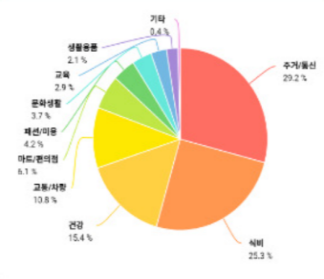 기타
0.4 %
생활용품
2.1 %
교육
2.9 %
문화생활
3.7 %
패션/미용
4.2 %
마트/편의점
6.1 %
교통/차량
10.8 %
건강
15.4 %
식비
25.3 %
주거/통신
29.2 %